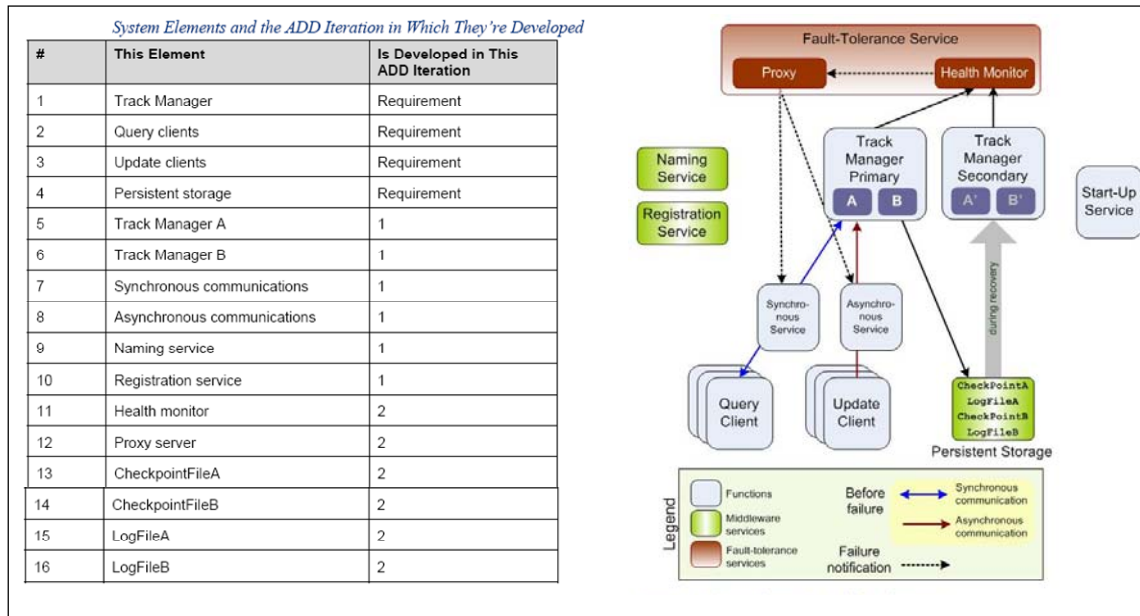 System Elements and the ADD Iteration in Which They're Developed
# This Element Is Developed in This
ADD Iteration
1 Track Manager Requirement
2 Query clients Requirement
3 Update clients Requirement
4 Persistent storage Requirement
5 Track Manager A 1
6 Track Manager B 1
7 Synchronous communications 1
8 Asynchronous communications 1
9 Naming service 1
10 Registration service 1
11 Health monitor 2
12 Proxy server 2
13 CheckpointFileA 2
14 CheckpointFileB 2
15 LogFileA 2
16 LogFileB 2
Fault-Tolerance Service
Proxy
Health Monitor
Naming
Service
Registration
Service
Track
Manager
Primary
A B
Track
Manager
Secondary
A' B'
Start-Up
Service
Synchro-
nous
Service
Asynchro-
nous
Service
during recovery
Query
Client
Update
Client
CheckPointA
LogFileA
CheckPointB
LogFileB
Persistent Storage
Legend
Functions
Middleware
services
Fault-tolerance
services
Before
failure
Synchronous
communication
Asynchronous
communication
Failure
notification